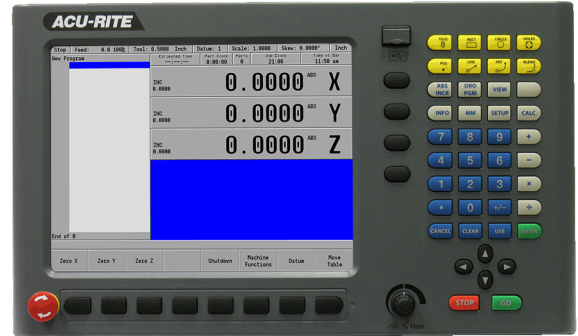 ACU-RITE
Stop Feed: 0.0 100% Tool: 0.5000 Inch Datum: 1 Scale: 1.0000 Skew: 0.0000° Inch
New Program
Estimated Time Part Clock Parts Job Clock Time of Day
--:--:-- 0:00:00 0 21:06 11:50 am
INC 0.0000 0.0000 ABS X
INC 0.0000 0.0000 ABS Y
INC 0.0000 0.0000 ABS Z
End of 0
Zero X Zero Y Zero Z Shutdown Machine Functions Datum Move Table
TOOL RECT CIRCLE HOLES
POS LINE ARC BLEND
ABS INCR DRO PGM VIEW
INFO MM SETUP CALC
7 8 9 +
4 5 6 −
1 2 3 ×
• 0 +/− ÷
CANCEL CLEAR USE ENTER
STOP GO
% FEED